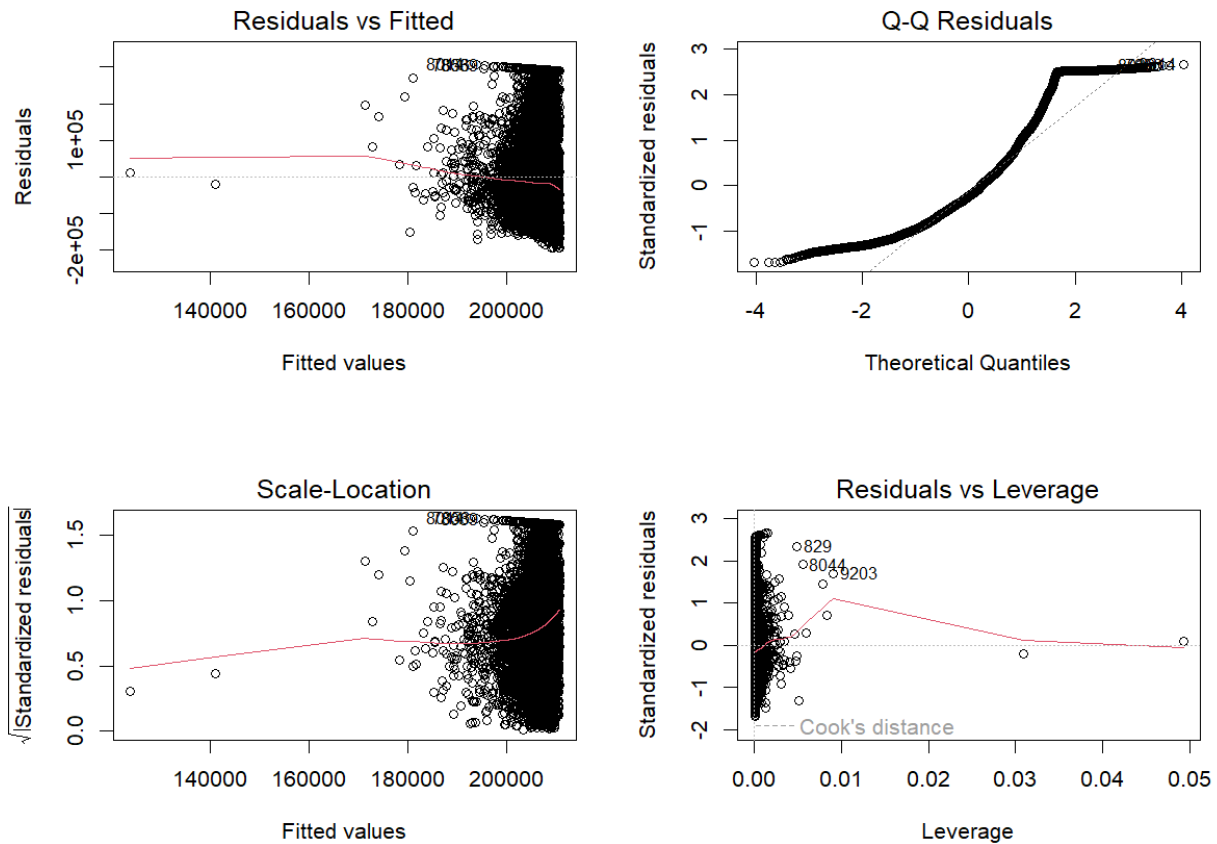 Residuals vs Fitted
Residuals
-2e+05
1e+05
140000
160000
180000
200000
Fitted values
Q-Q Residuals
Standardized residuals
-1
0
1
2
3
-4
-2
0
2
4
Theoretical Quantiles
Scale-Location
√|Standardized residuals
0.0
0.5
1.0
1.5
140000
160000
180000
200000
Fitted values
Residuals vs Leverage
Standardized residuals
-2
-1
0
1
2
3
829
8044
9203
Cook's distance
0.00
0.01
0.02
0.03
0.04
0.05
Leverage